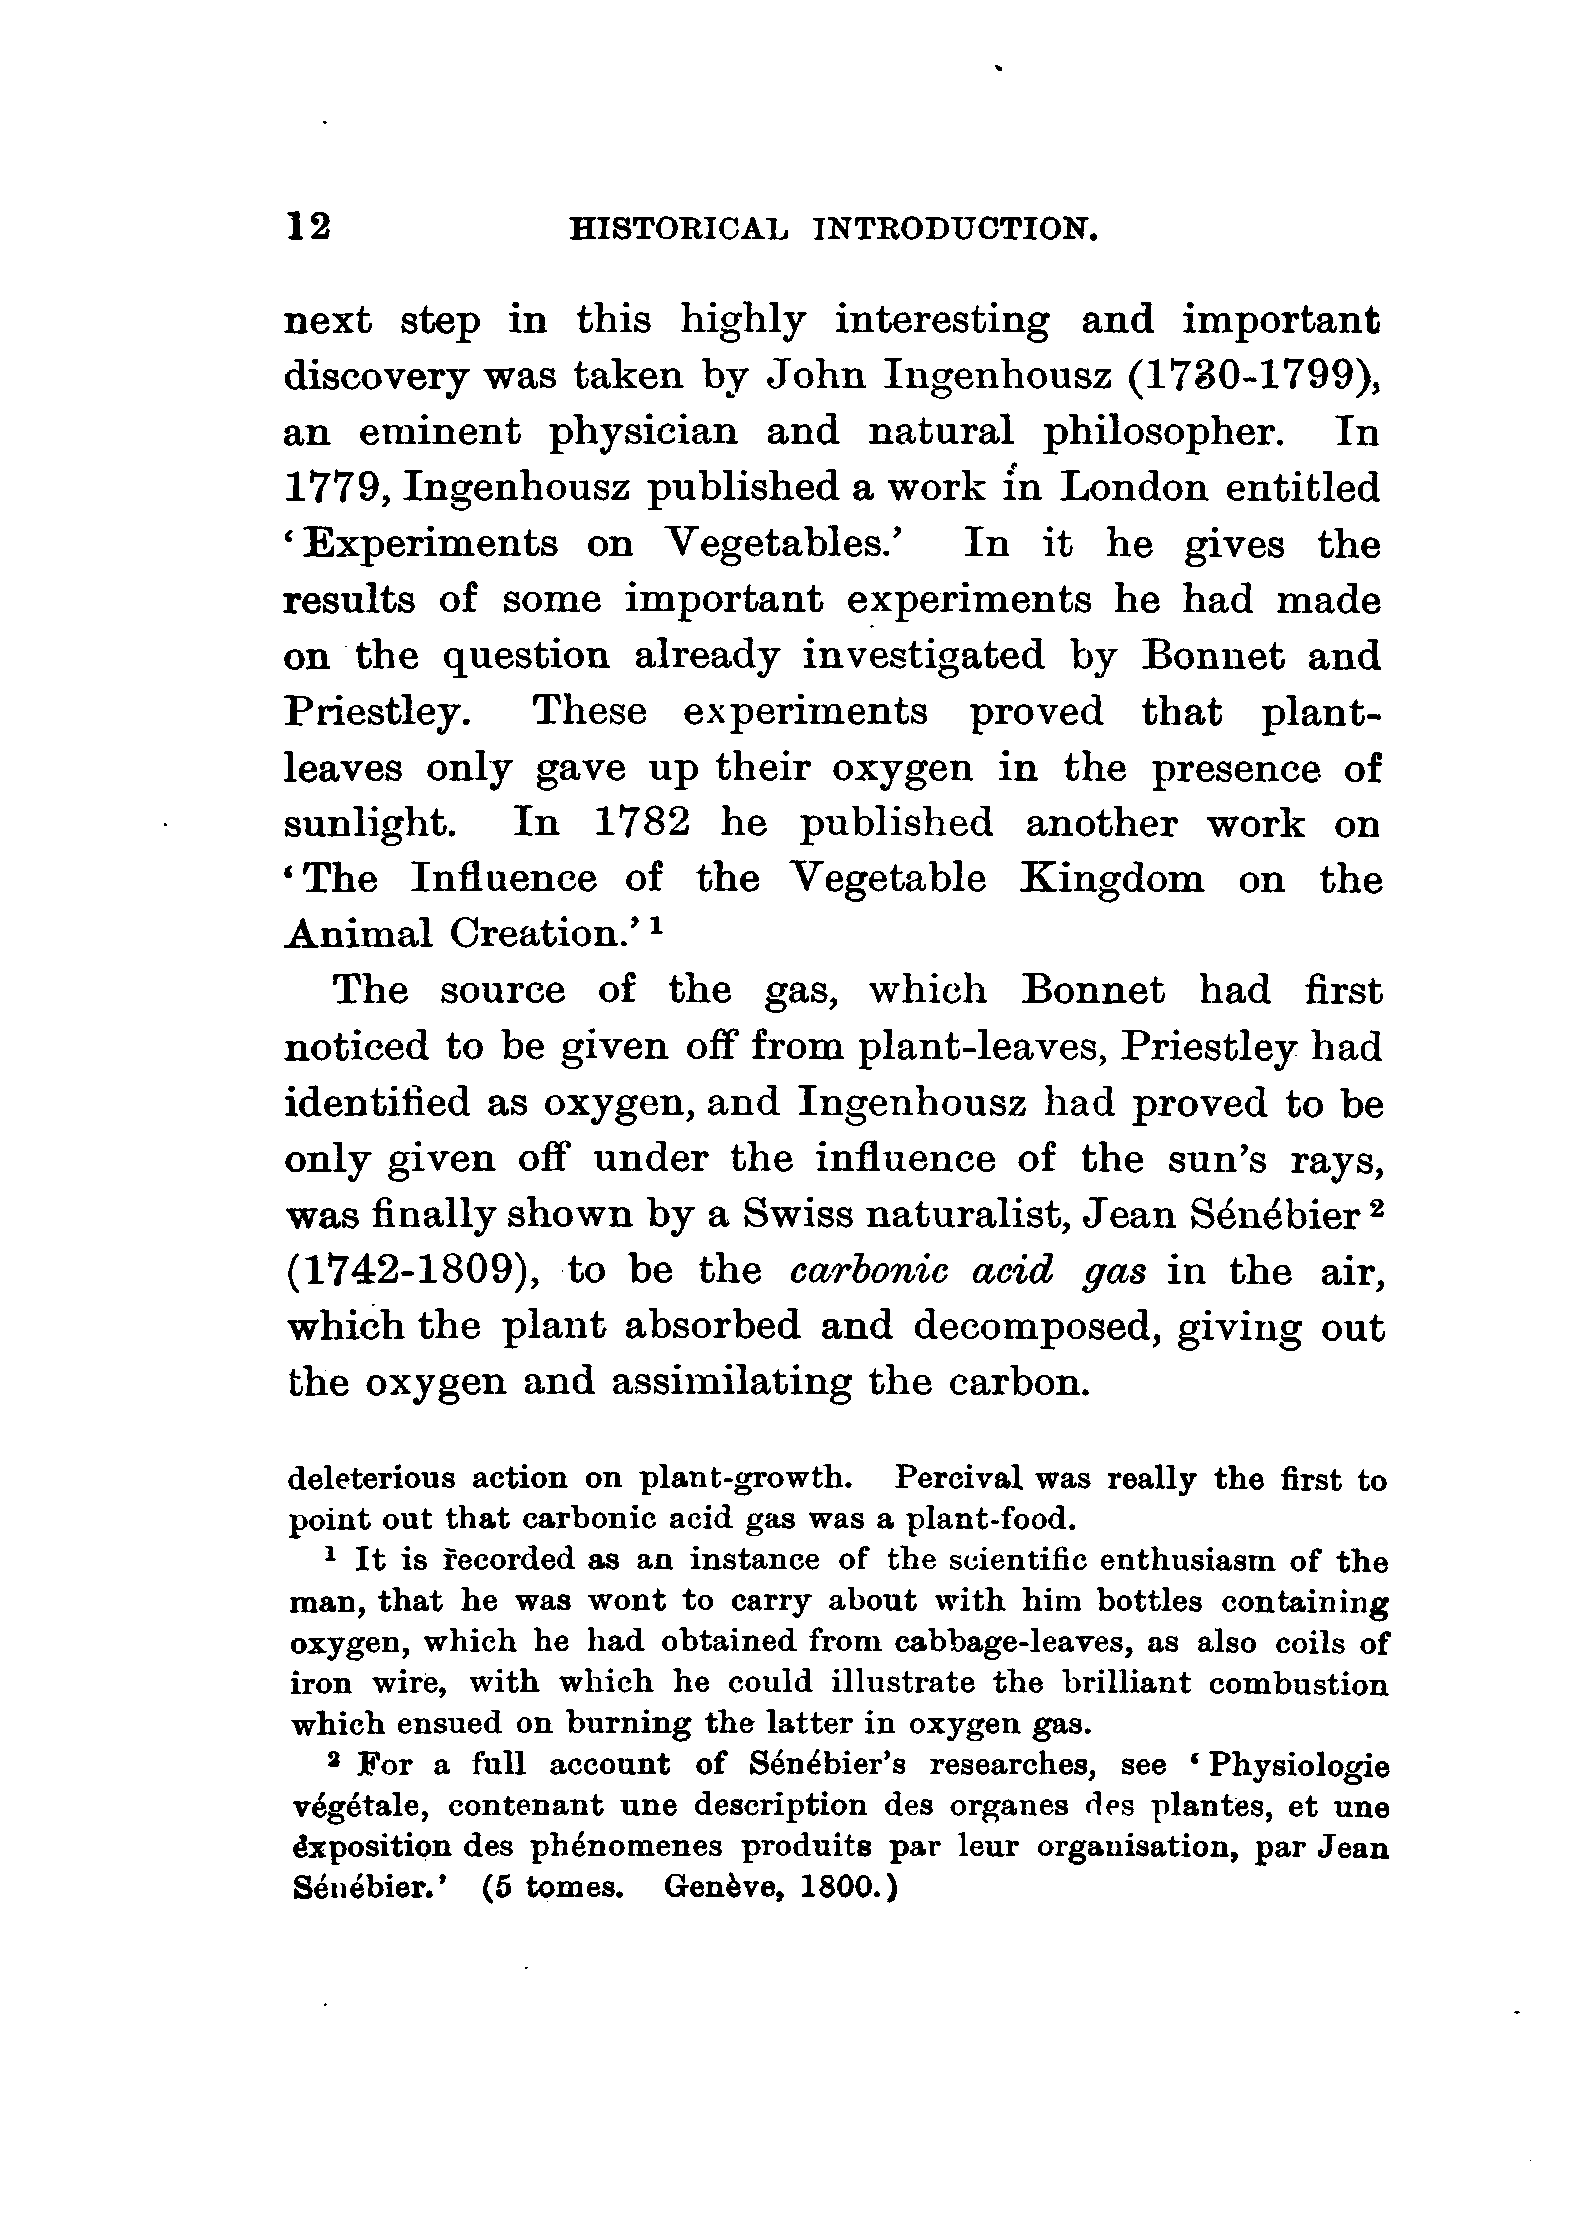 12 HISTORICAL INTRODUCTION.
next step in this highly interesting and important
discovery was taken by John Ingenhousz (1730-1799),
an eminent physician and natural philosopher. In
1779, Ingenhousz published a work in London entitled
‘Experiments on Vegetables.’ In it he gives the
results of some important experiments he had made
on the question already investigated by Bonnet and
Priestley. These experiments proved that plant-
leaves only gave up their oxygen in the presence of
sunlight. In 1782 he published another work on
‘The Influence of the Vegetable Kingdom on the
Animal Creation.’ ¹
The source of the gas, which Bonnet had first
noticed to be given off from plant-leaves, Priestley had
identified as oxygen, and Ingenhousz had proved to be
only given off under the influence of the sun’s rays,
was finally shown by a Swiss naturalist, Jean Sénébier ²
(1742-1809), to be the carbonic acid gas in the air,
which the plant absorbed and decomposed, giving out
the oxygen and assimilating the carbon.
deleterious action on plant-growth. Percival was really the first to
point out that carbonic acid gas was a plant-food.
¹ It is recorded as an instance of the scientific enthusiasm of the
man, that he was wont to carry about with him bottles containing
oxygen, which he had obtained from cabbage-leaves, as also coils of
iron wire, with which he could illustrate the brilliant combustion
which ensued on burning the latter in oxygen gas.
² For a full account of Sénébier’s researches, see ‘Physiologie
végétale, contenant une description des organes des plantes, et une
éxposition des phénomenes produits par leur organisation, par Jean
Sénébier.’ (5 tomes. Genève, 1800.)